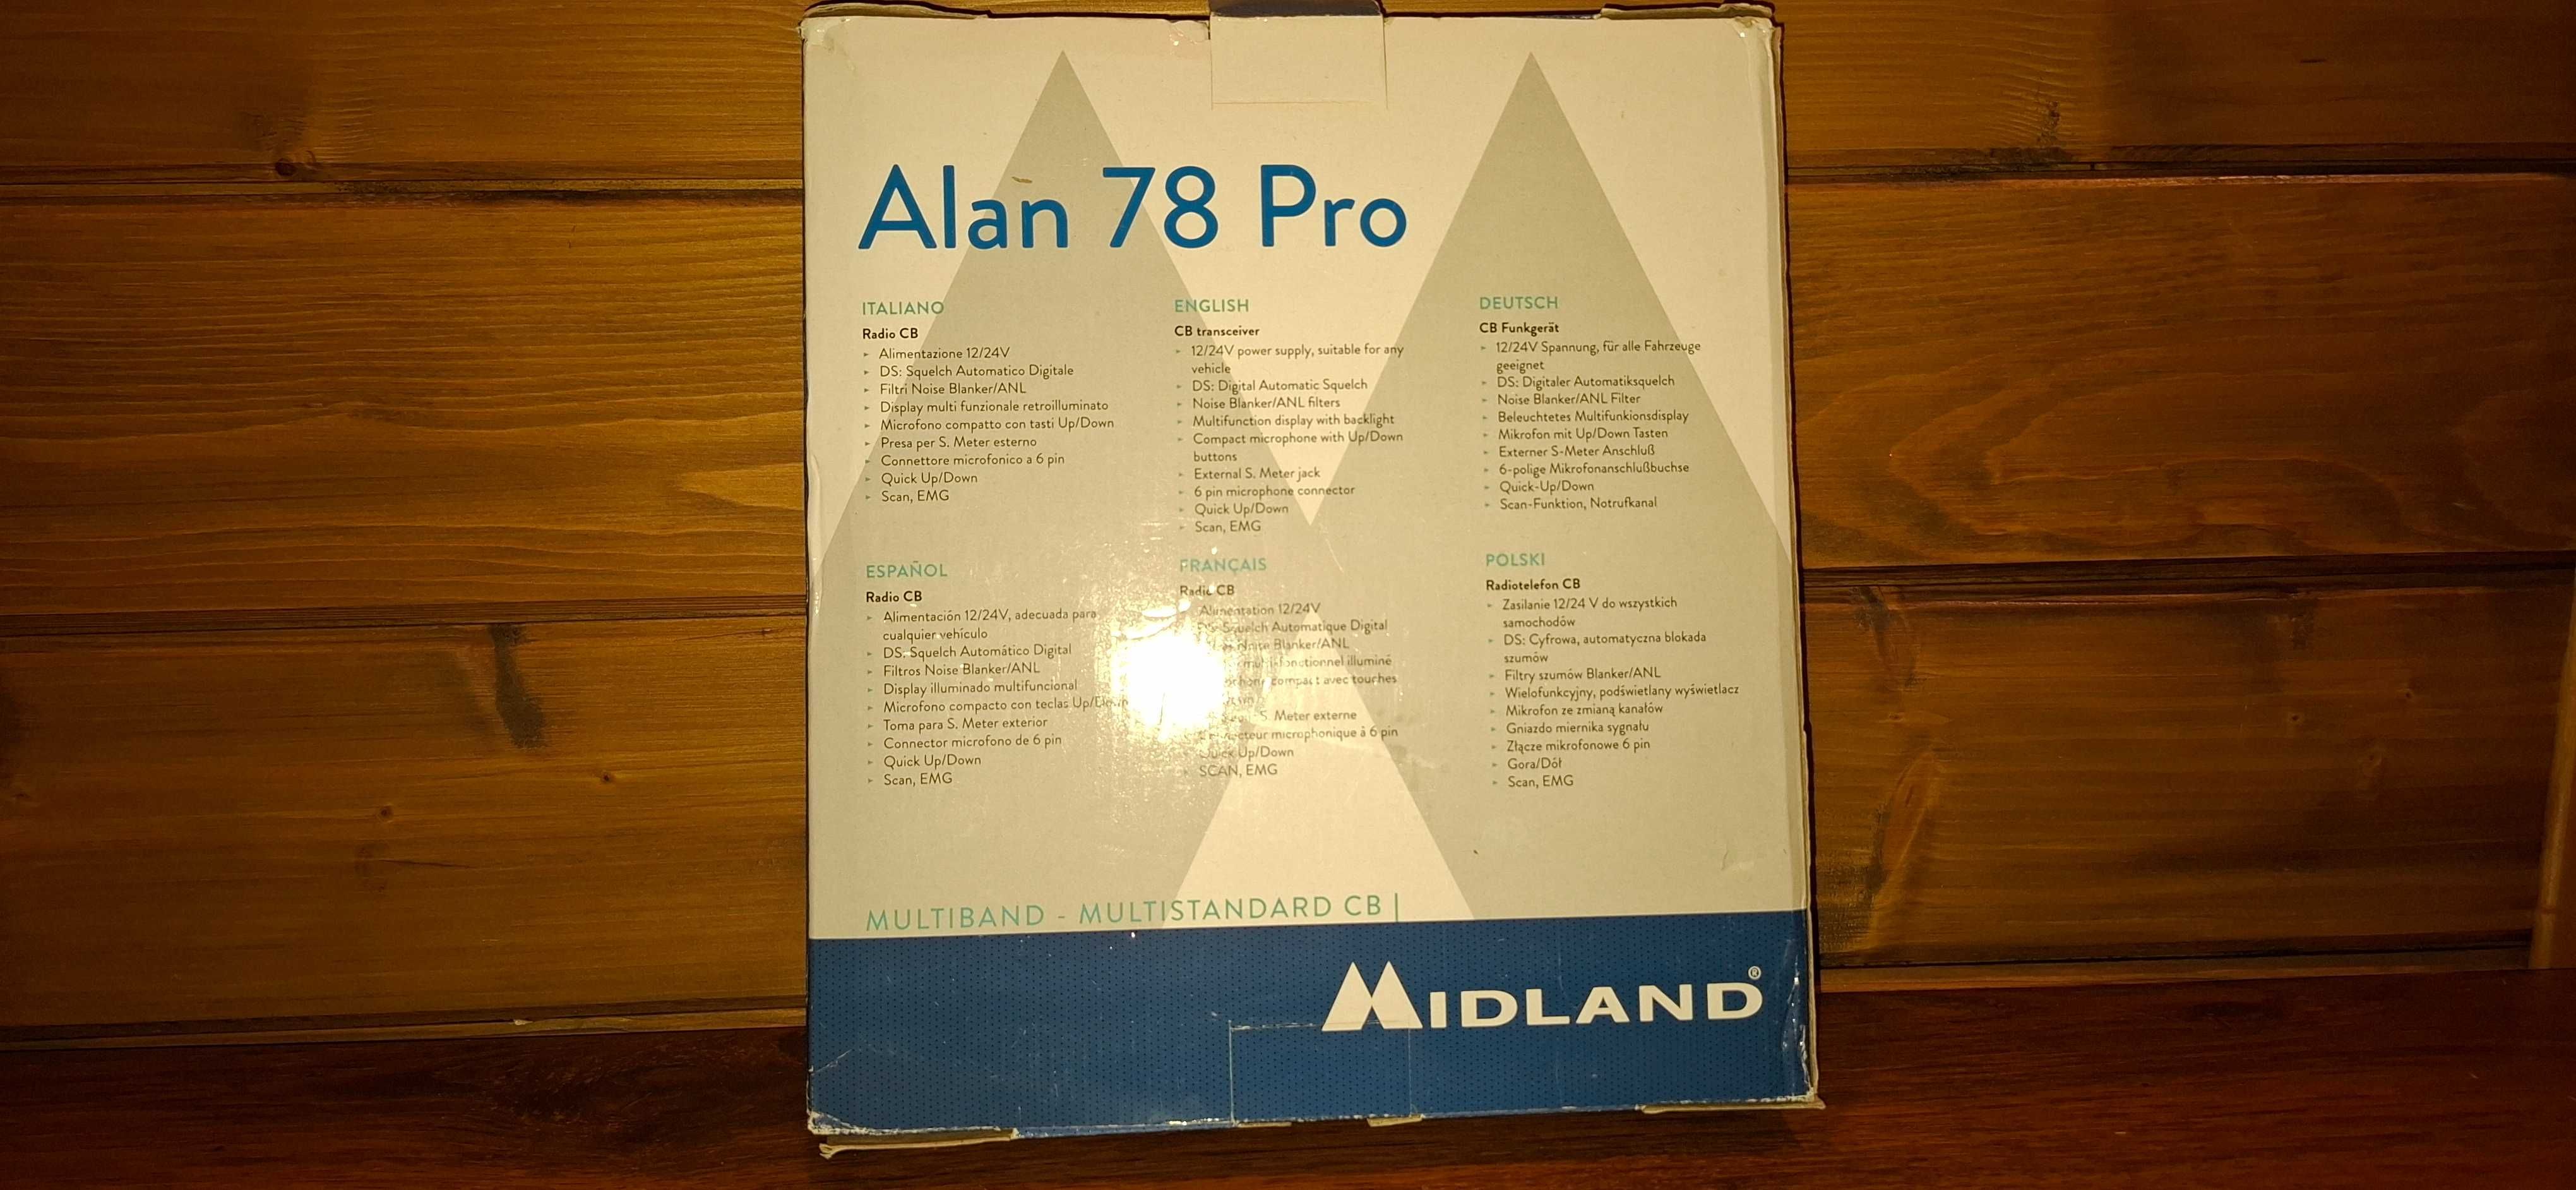 Alan 78 Pro
ITALIANO
Radio CB
Alimentazione 12/24V
DS: Squelch Automatico Digitale
Filtri Noise Blanker/ANL
Display multi funzionale retroilluminato
Microfono compatto con tasti Up/Down
Presa per S. Meter esterno
Connettore microfonico a 6 pin
Quick Up/Down
Scan, EMG
ENGLISH
CB transceiver
12/24V power supply, suitable for any
vehicle
DS: Digital Automatic Squelch
Noise Blanker/ANL filters
Multifunction display with backlight
Compact microphone with Up/Down
buttons
External S. Meter jack
6 pin microphone connector
Quick Up/Down
Scan, EMG
DEUTSCH
CB Funkgerät
12/24V Spannung, für alle Fahrzeuge
geeignet
DS: Digitaler Automatiksquelch
Noise Blanker/ANL Filter
Beleuchtetes Multifunkionsdisplay
Mikrofon mit Up/Down Tasten
Externer S-Meter Anschluß
6-polige Mikrofonanschlußbuchse
Quick-Up/Down
Scan-Funktion, Notrufkanal
ESPAÑOL
Radio CB
Alimentación 12/24V, adecuada para
cualquier vehículo
DS: Squelch Automático Digital
Filtros Noise Blanker/ANL
Display illuminado multifuncional
Microfono compacto con teclas Up/Down
Toma para S. Meter exterior
Connector microfono de 6 pin
Quick Up/Down
Scan, EMG
FRANÇAIS
Radio CB
Alimentation 12/24V
DS: Squelch Automatique Digital
Noise Blanker/ANL
multi-fonctionnel illuminé
compact avec touches
S. Meter externe
microphonique à 6 pin
Quick Up/Down
SCAN, EMG
POLSKI
Radiotelefon CB
Zasilanie 12/24 V do wszystkich
samochodów
DS: Cyfrowa, automatyczna blokada
szumów
Filtry szumów Blanker/ANL
Wielofunkcyjny, podświetlany wyświetlacz
Mikrofon ze zmianą kanałów
Gniazdo miernika sygnału
Złącze mikrofonowe 6 pin
Gora/Dół
Scan, EMG
MULTIBAND - MULTISTANDARD CB |
MIDLAND®